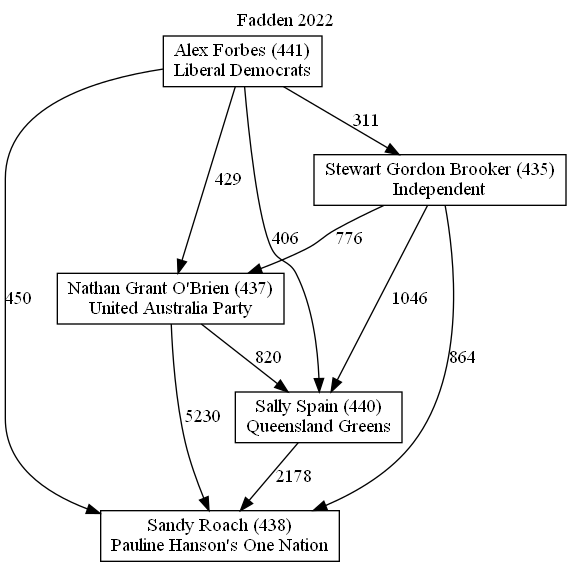 Fadden 2022
Alex Forbes (441)
Liberal Democrats
311
Stewart Gordon Brooker (435)
Independent
429
406
776
450
Nathan Grant O'Brien (437)
United Australia Party
1046
820
864
Sally Spain (440)
Queensland Greens
5230
2178
Sandy Roach (438)
Pauline Hanson's One Nation